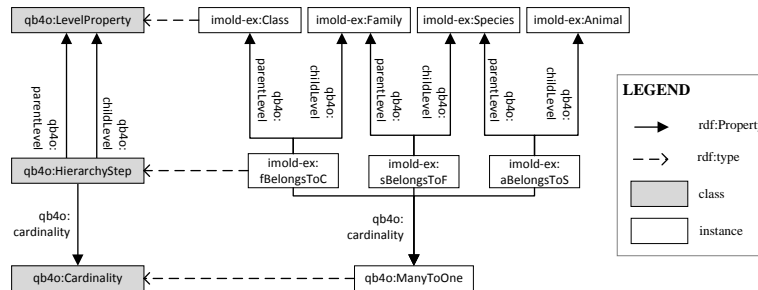 qb4o:LevelProperty
imold-ex:Class
imold-ex:Family
imold-ex:Species
imold-ex:Animal
qb4o:
parentLevel
qb4o:
childLevel
qb4o:
parentLevel
qb4o:
childLevel
qb4o:
parentLevel
qb4o:
childLevel
qb4o:
parentLevel
qb4o:
childLevel
qb4o:HierarchyStep
imold-ex:
fBelongsToC
imold-ex:
sBelongsToF
imold-ex:
aBelongsToS
qb4o:
cardinality
qb4o:
cardinality
qb4o:Cardinality
qb4o:ManyToOne
LEGEND
rdf:Property
rdf:type
class
instance